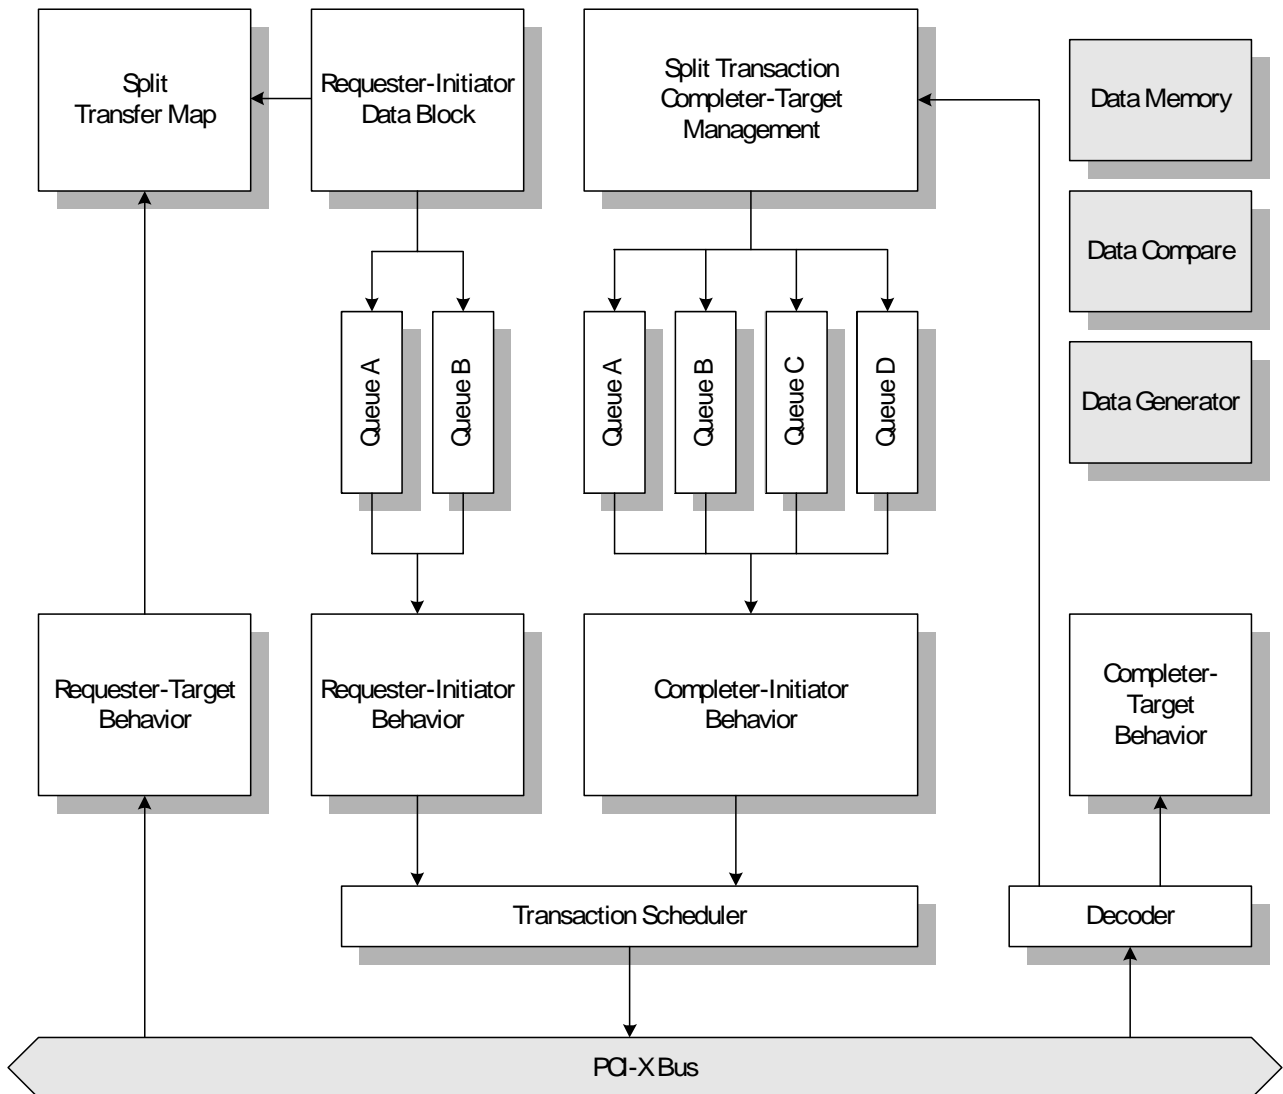 Split
Transfer Map
Requester-Initiator
Data Block
Split Transaction
Completer-Target
Management
Data Memory
Data Compare
Data Generator
Queue A
Queue B
Queue A
Queue B
Queue C
Queue D
Requester-Target
Behavior
Requester-Initiator
Behavior
Completer-Initiator
Behavior
Completer-
Target
Behavior
Transaction Scheduler
Decoder
PCI-X Bus